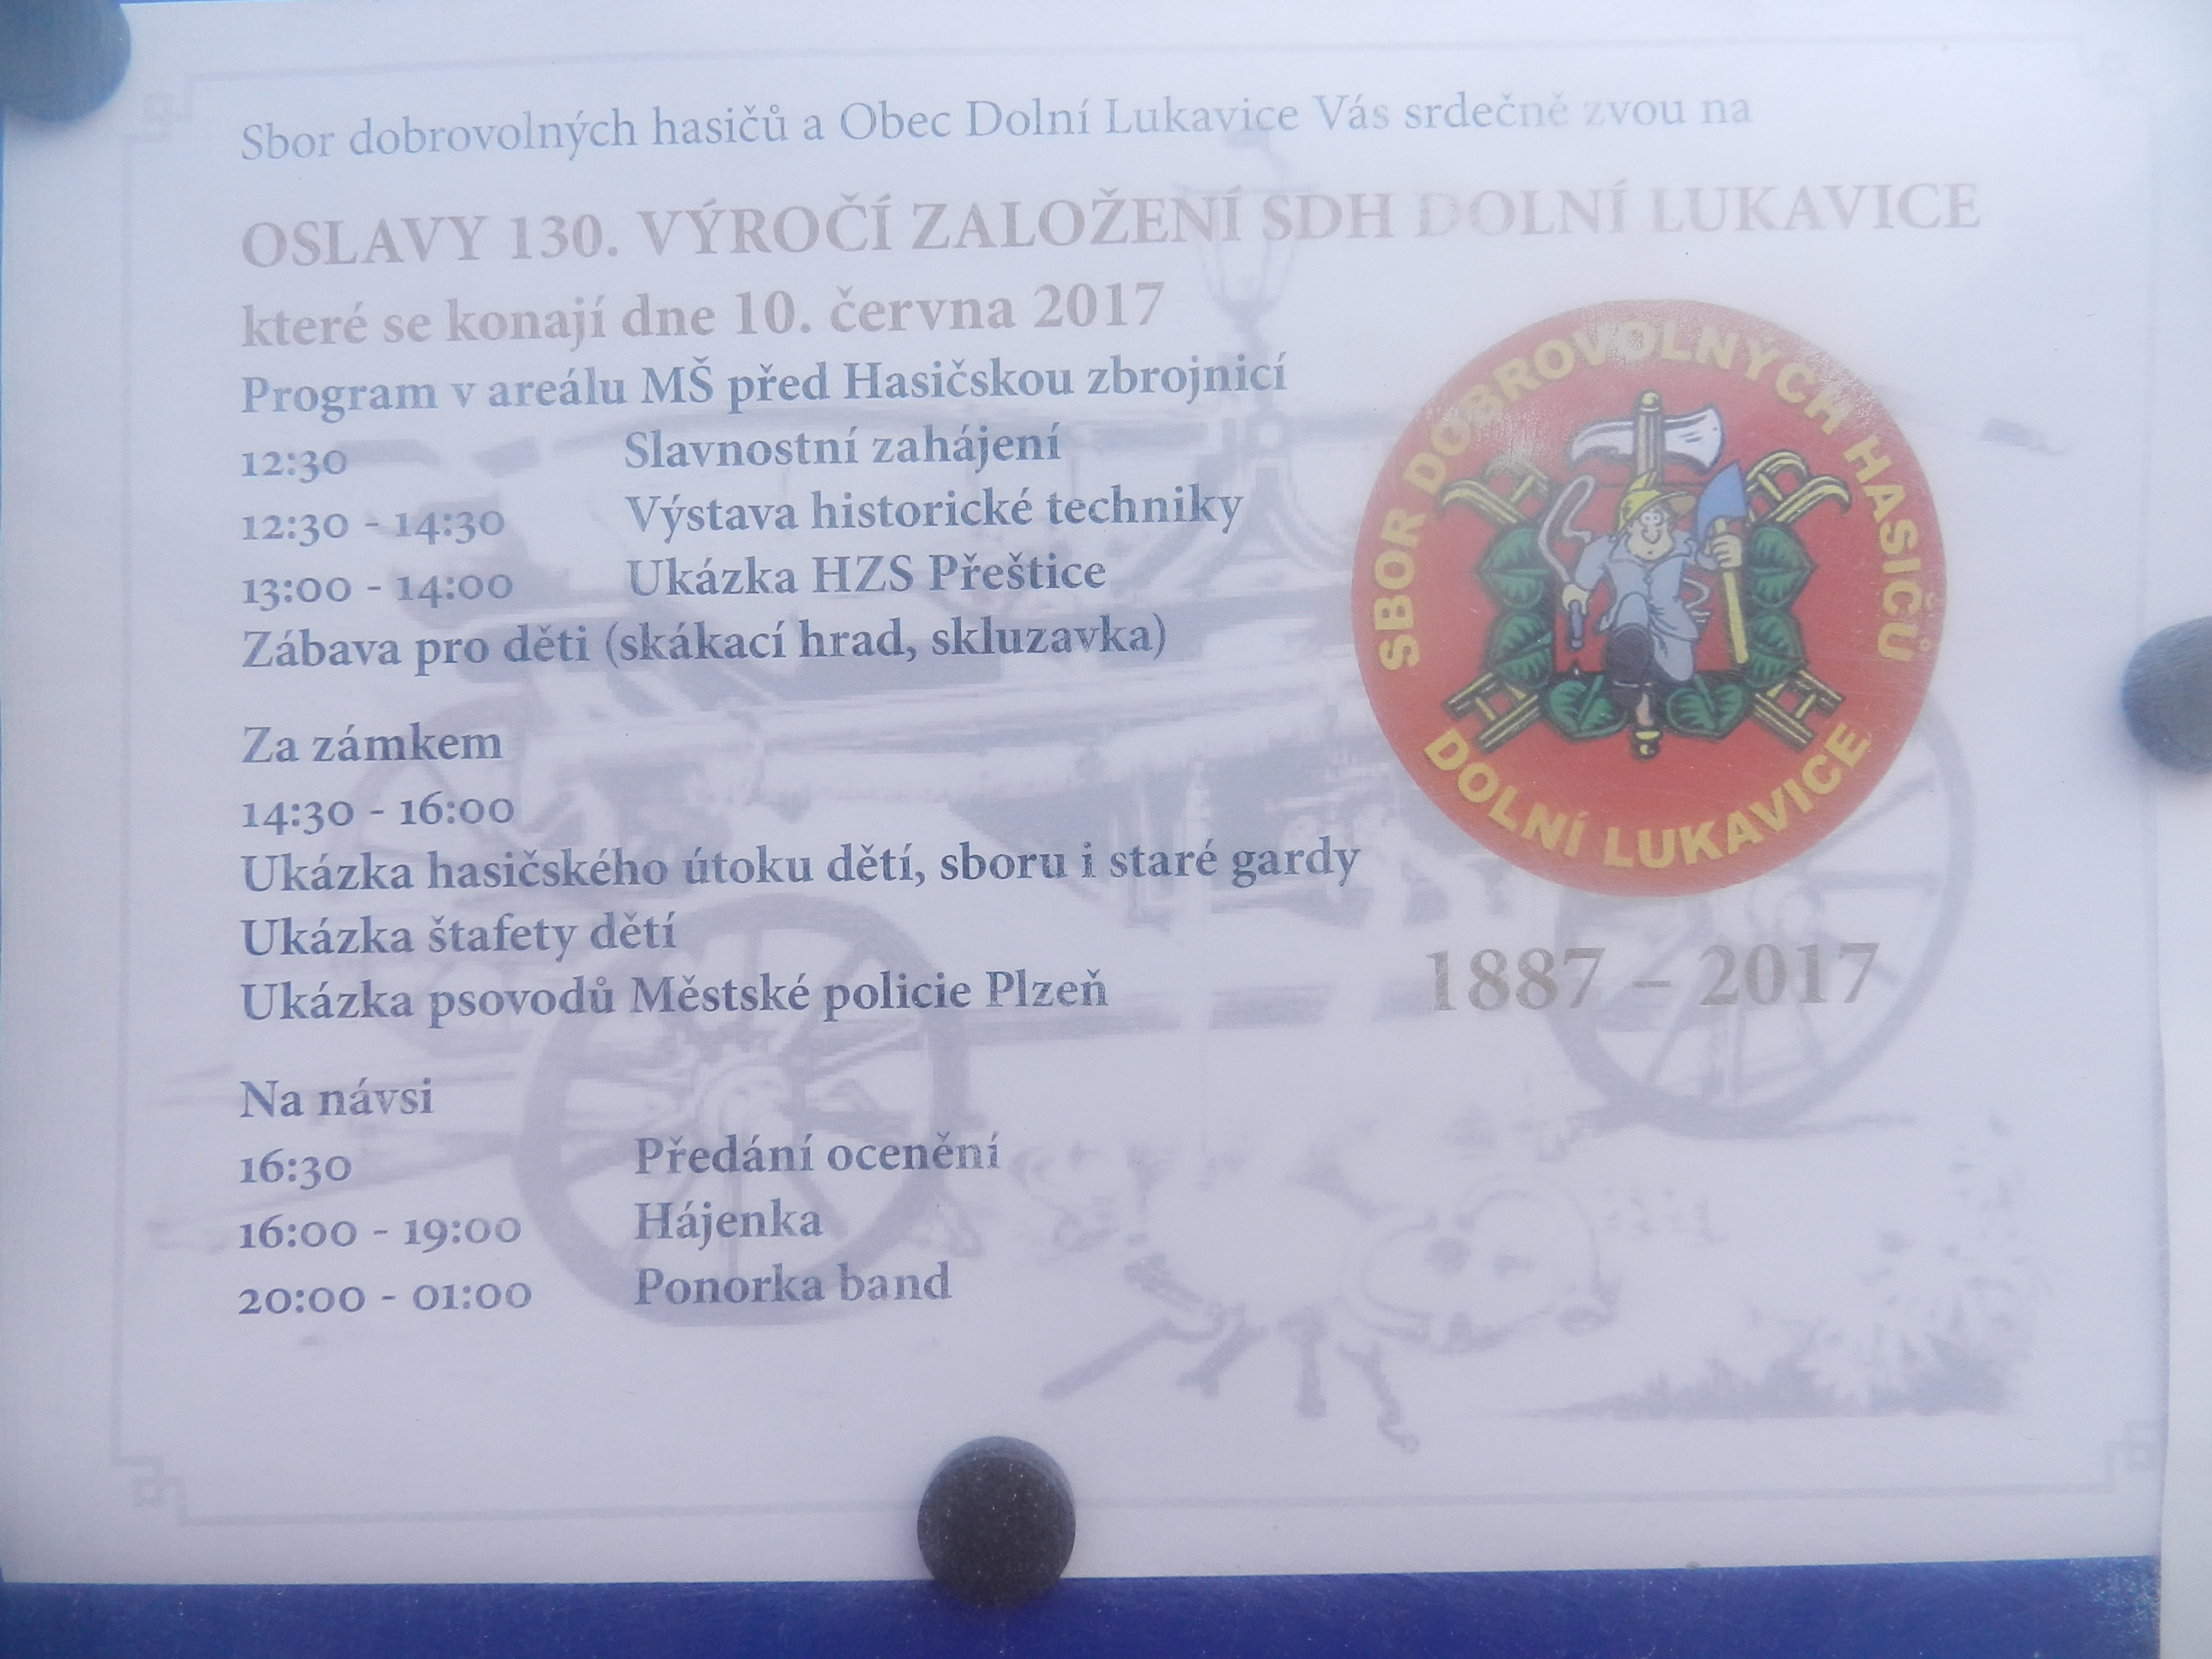 Sbor dobrovolných hasičů a Obec Dolní Lukavice Vás srdečně zvou na
OSLAVY 130. VÝROČÍ ZALOŽENÍ SDH DOLNÍ LUKAVICE
které se konají dne 10. června 2017
Program v areálu MŠ před Hasičskou zbrojnicí
12:30 Slavnostní zahájení
12:30 - 14:30 Výstava historické techniky
13:00 - 14:00 Ukázka HZS Přeštice
Zábava pro děti (skákací hrad, skluzavka)
Za zámkem
14:30 - 16:00
Ukázka hasičského útoku dětí, sboru i staré gardy
Ukázka štafety dětí
Ukázka psovodů Městské policie Plzeň
Na návsi
16:30 Předání ocenění
16:00 - 19:00 Hájenka
20:00 - 01:00 Ponorka band
SBOR DOBROVOLNÝCH HASIČŮ
DOLNÍ LUKAVICE
1887 – 2017